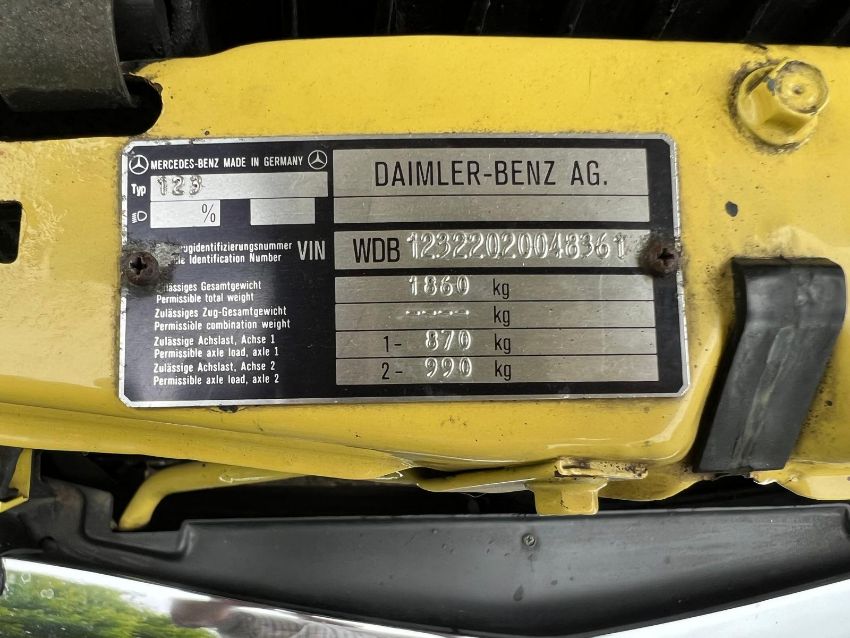 MERCEDES-BENZ MADE IN GERMANY
DAIMLER-BENZ AG.
Typ 123
%
VIN WDB 12322020048361
Identification Number
Zulässiges Gesamtgewicht
Permissible total weight
1860 kg
Zulässiges Zug-Gesamtgewicht
Permissible combination weight
---- kg
Zulässige Achslast, Achse 1
Permissible axle load, axle 1
1- 870 kg
Zulässige Achslast, Achse 2
Permissible axle load, axle 2
2- 990 kg